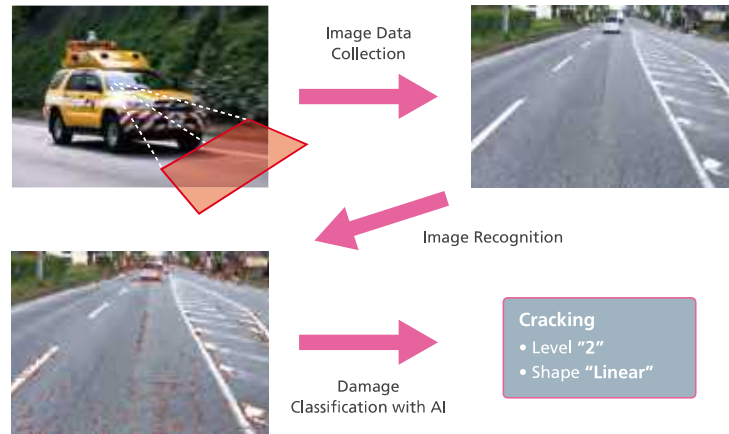 Image Data
Collection
Image Recognition
Damage
Classification with AI
Cracking
• Level "2"
• Shape "Linear"